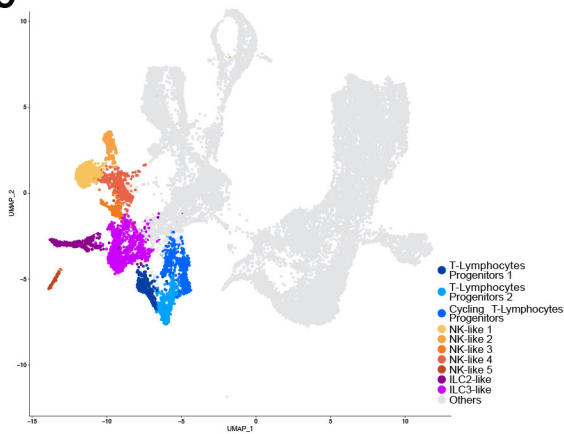 10
5
0
−5
−10
UMAP_2
−15
−10
−5
0
5
10
UMAP_1
T-Lymphocytes
Progenitors 1
T-Lymphocytes
Progenitors 2
Cycling T-Lymphocytes
Progenitors
NK-like 1
NK-like 2
NK-like 3
NK-like 4
NK-like 5
ILC2-like
ILC3-like
Others